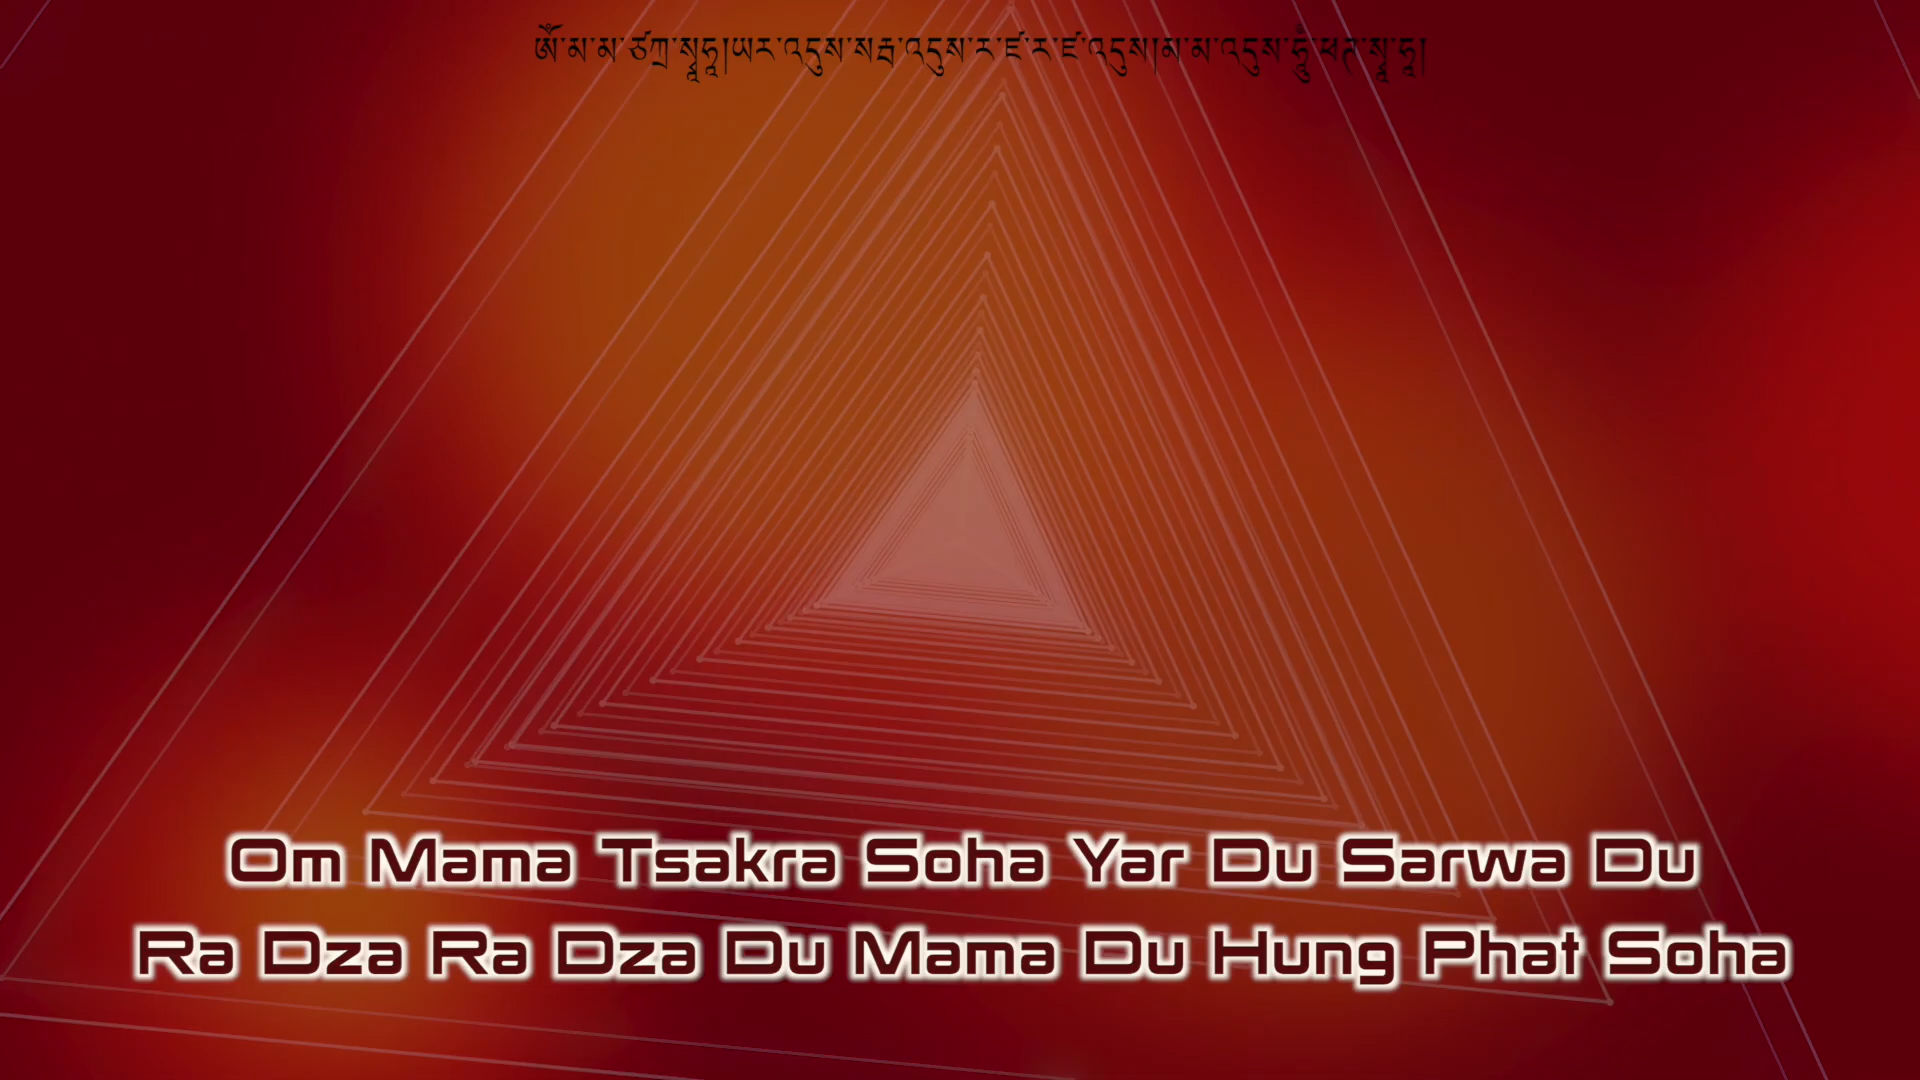 ༀ་མ་མ་ཙཀྲ་སྭཱཧཱ།ཡར་འདུས་སརྦ་འདུས་ར་ཛ་ར་ཛ་འདུས།མ་མ་འདུས་ཧཱུྃ་ཕཊ་སྭཱ་ཧཱ།
Om Mama Tsakra Soha Yar Du Sarwa Du
Ra Dza Ra Dza Du Mama Du Hung Phat Soha